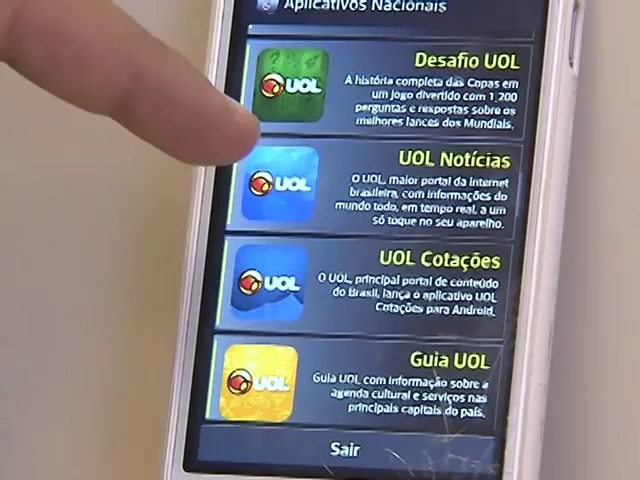 Aplicativos Nacionais
UOL
Desafio UOL
A história completa das Copas em
um jogo divertido com 1.200
perguntas e respostas sobre os
melhores lances dos Mundiais.
UOL
UOL Notícias
O UOL, maior portal da internet
brasileira, com informações do
mundo todo, em tempo real, a um
só toque no seu aparelho.
UOL
UOL Cotações
O UOL, principal portal de conteúdo
do Brasil, lança o aplicativo UOL
Cotações para Android.
UOL
Guia UOL
Guia UOL com informação sobre a
agenda cultural e serviços nas
principais capitais do país.
Sair